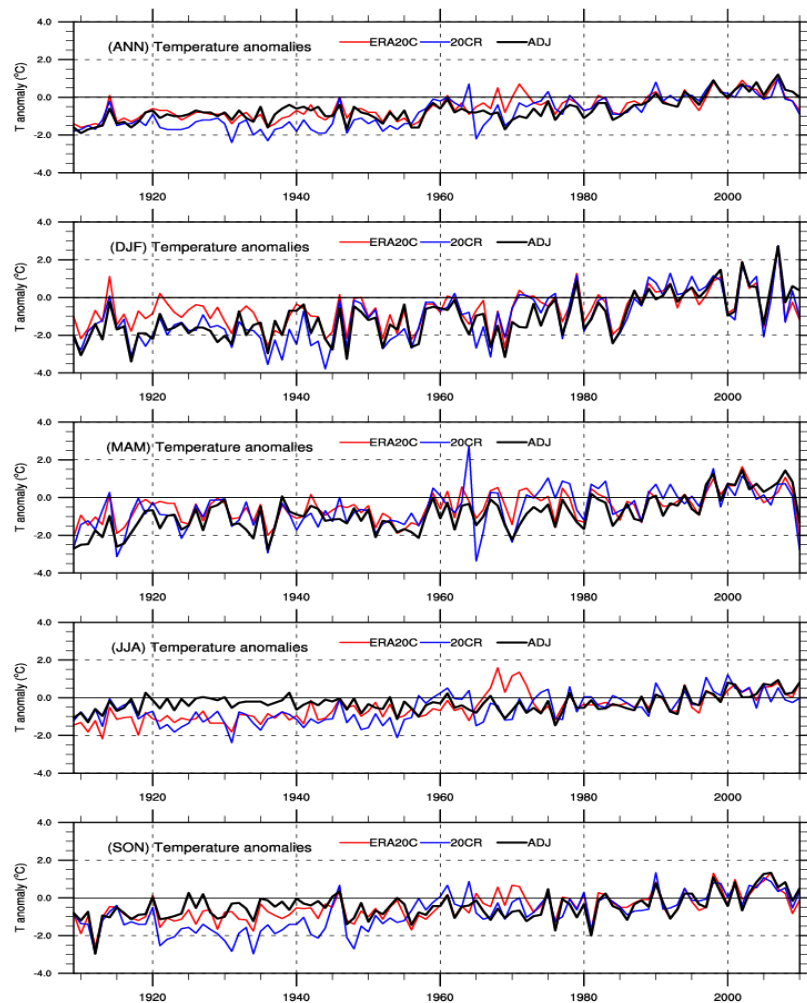 4.0
(ANN) Temperature anomalies ERA20C 20CR ADJ
2.0
0.0
-2.0
-4.0
T anomaly (°C)
1920 1940 1960 1980 2000
4.0
(DJF) Temperature anomalies ERA20C 20CR ADJ
2.0
0.0
-2.0
-4.0
T anomaly (°C)
1920 1940 1960 1980 2000
4.0
(MAM) Temperature anomalies ERA20C 20CR ADJ
2.0
0.0
-2.0
-4.0
T anomaly (°C)
1920 1940 1960 1980 2000
4.0
(JJA) Temperature anomalies ERA20C 20CR ADJ
2.0
0.0
-2.0
-4.0
T anomaly (°C)
1920 1940 1960 1980 2000
4.0
(SON) Temperature anomalies ERA20C 20CR ADJ
2.0
0.0
-2.0
-4.0
T anomaly (°C)
1920 1940 1960 1980 2000